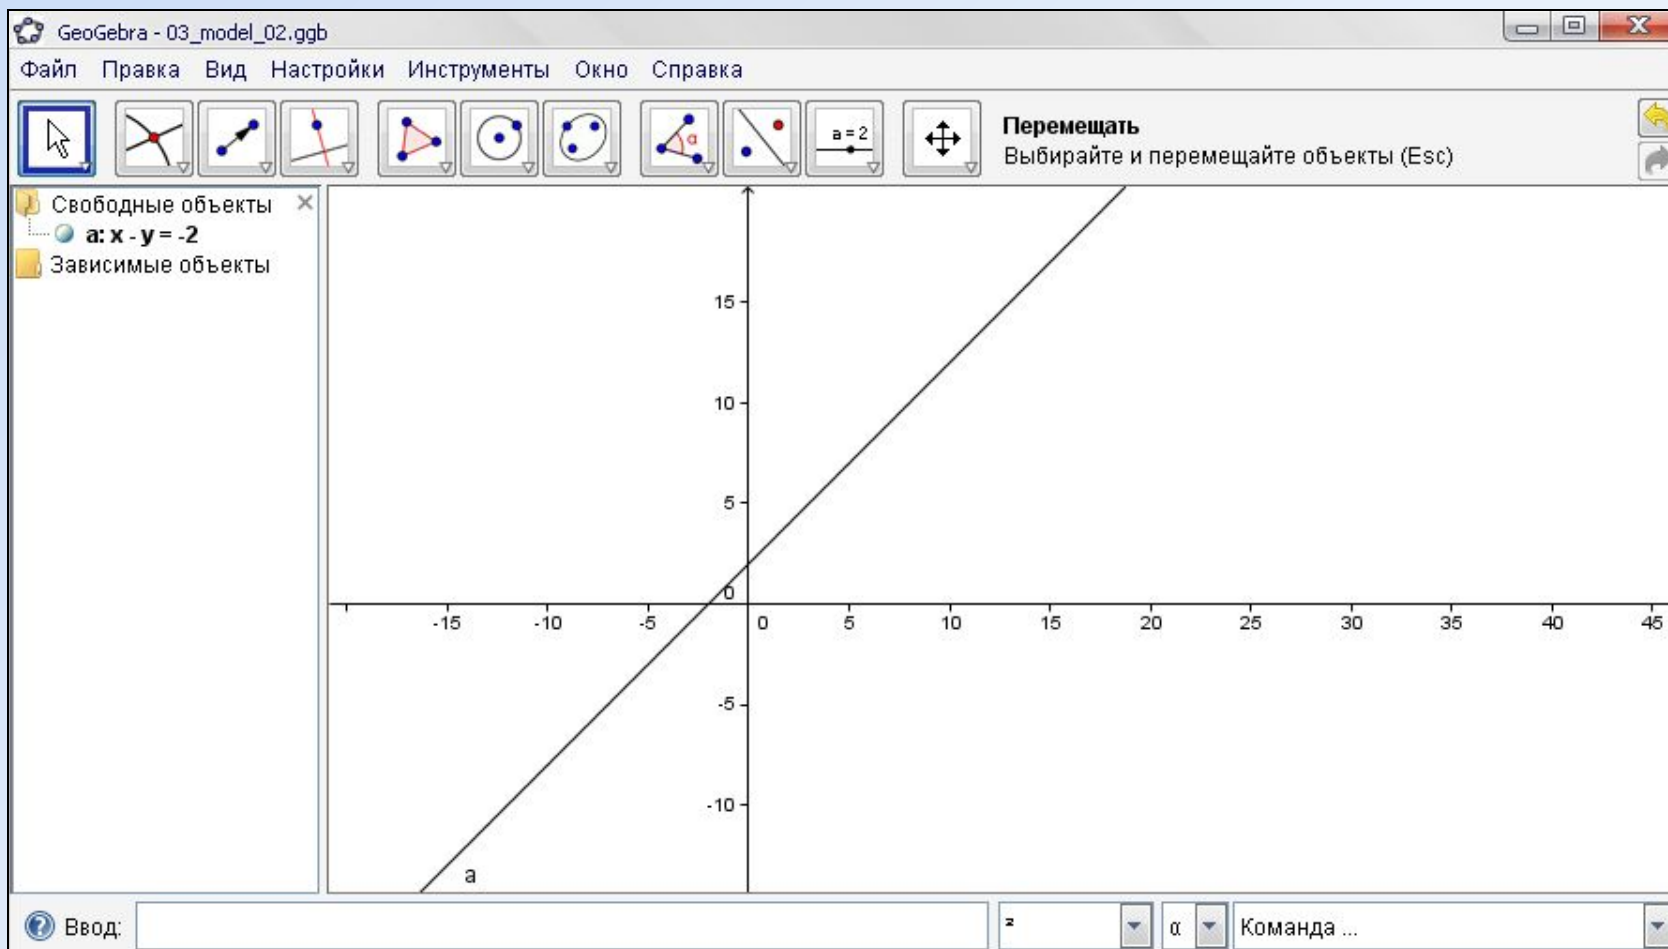 GeoGebra - 03_model_02.ggb
Файл Правка Вид Настройки Инструменты Окно Справка
α
a = 2
Перемещать
Выбирайте и перемещайте объекты (Esc)
Свободные объекты
a: x - y = -2
Зависимые объекты
15
10
5
0
-15 -10 -5 0 5 10 15 20 25 30 35 40 45
-5
-10
a
Ввод: ² α Команда ...